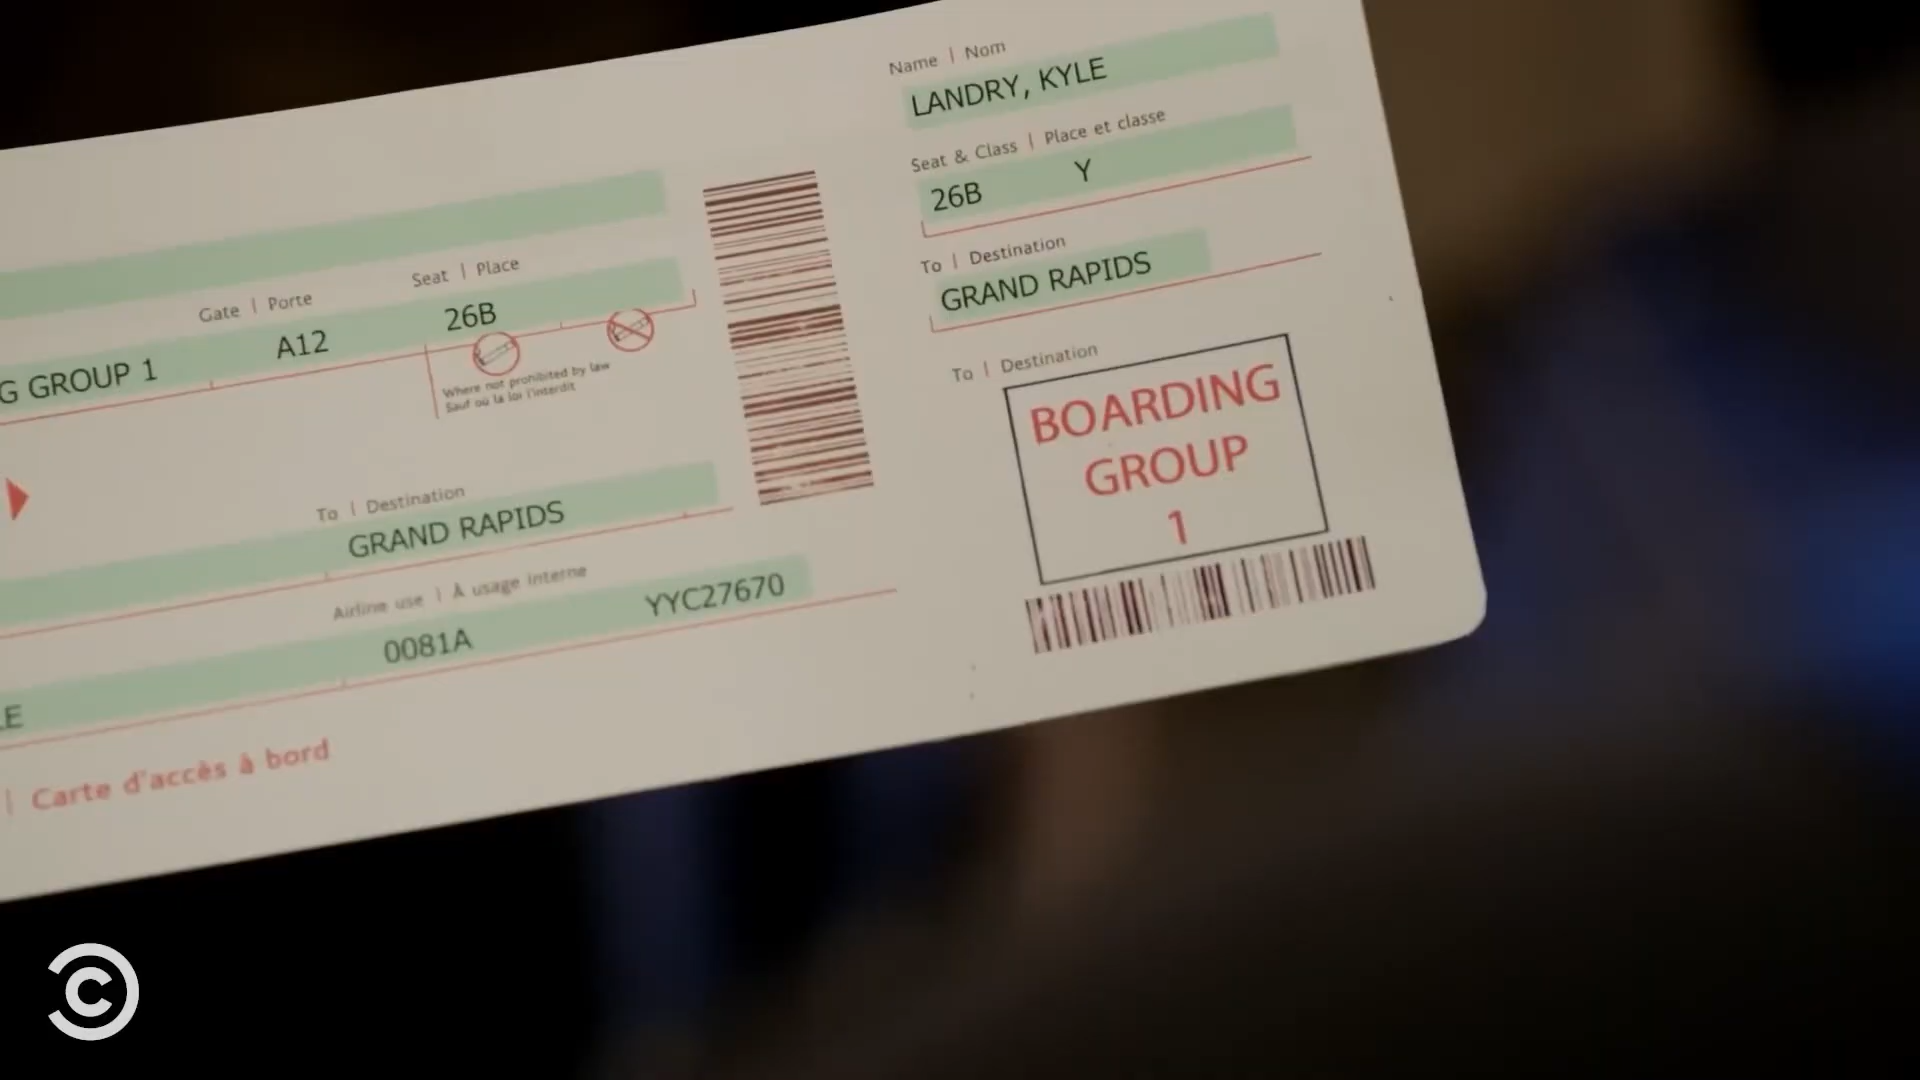 Gate | Porte
Seat | Place
G GROUP 1
A12
26B
Where not prohibited by law
Sauf où la loi l'interdit
To | Destination
GRAND RAPIDS
Airline use | À usage interne
0081A
YYC27670
LE
| Carte d'accès à bord
Name | Nom
LANDRY, KYLE
Seat & Class | Place et classe
26B Y
To | Destination
GRAND RAPIDS
To | Destination
BOARDING
GROUP
1